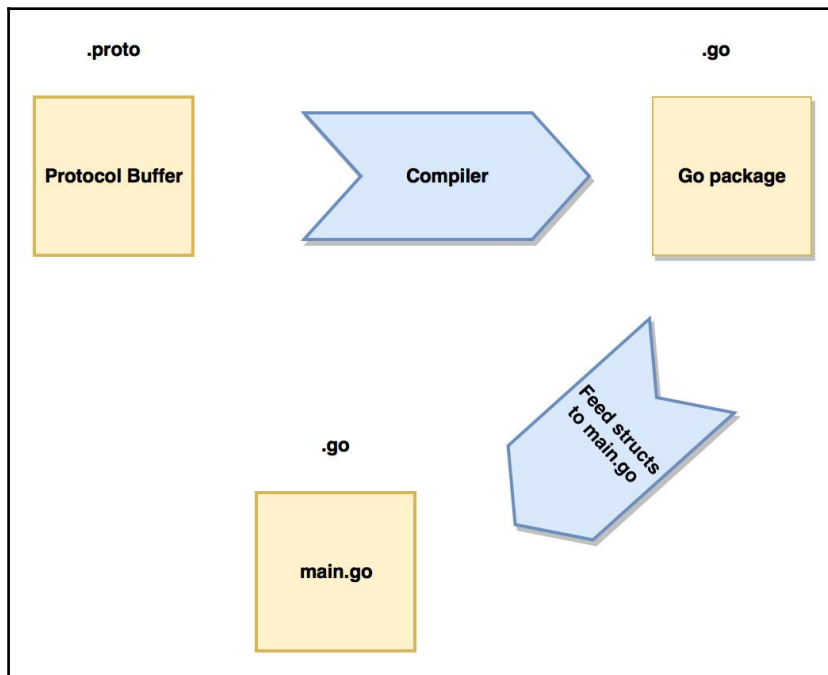 .proto
.go
Protocol Buffer
Compiler
Go package
Feed structs
to main.go
.go
main.go